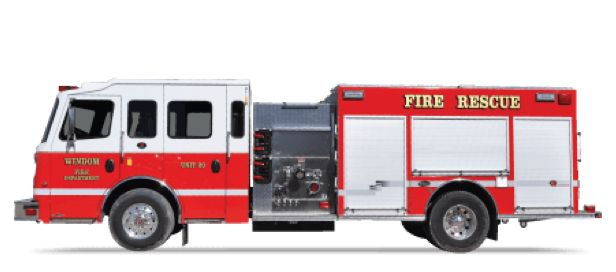 FIRE RESCUE
WINDOM
FIRE
DEPARTMENT
UNIT 20